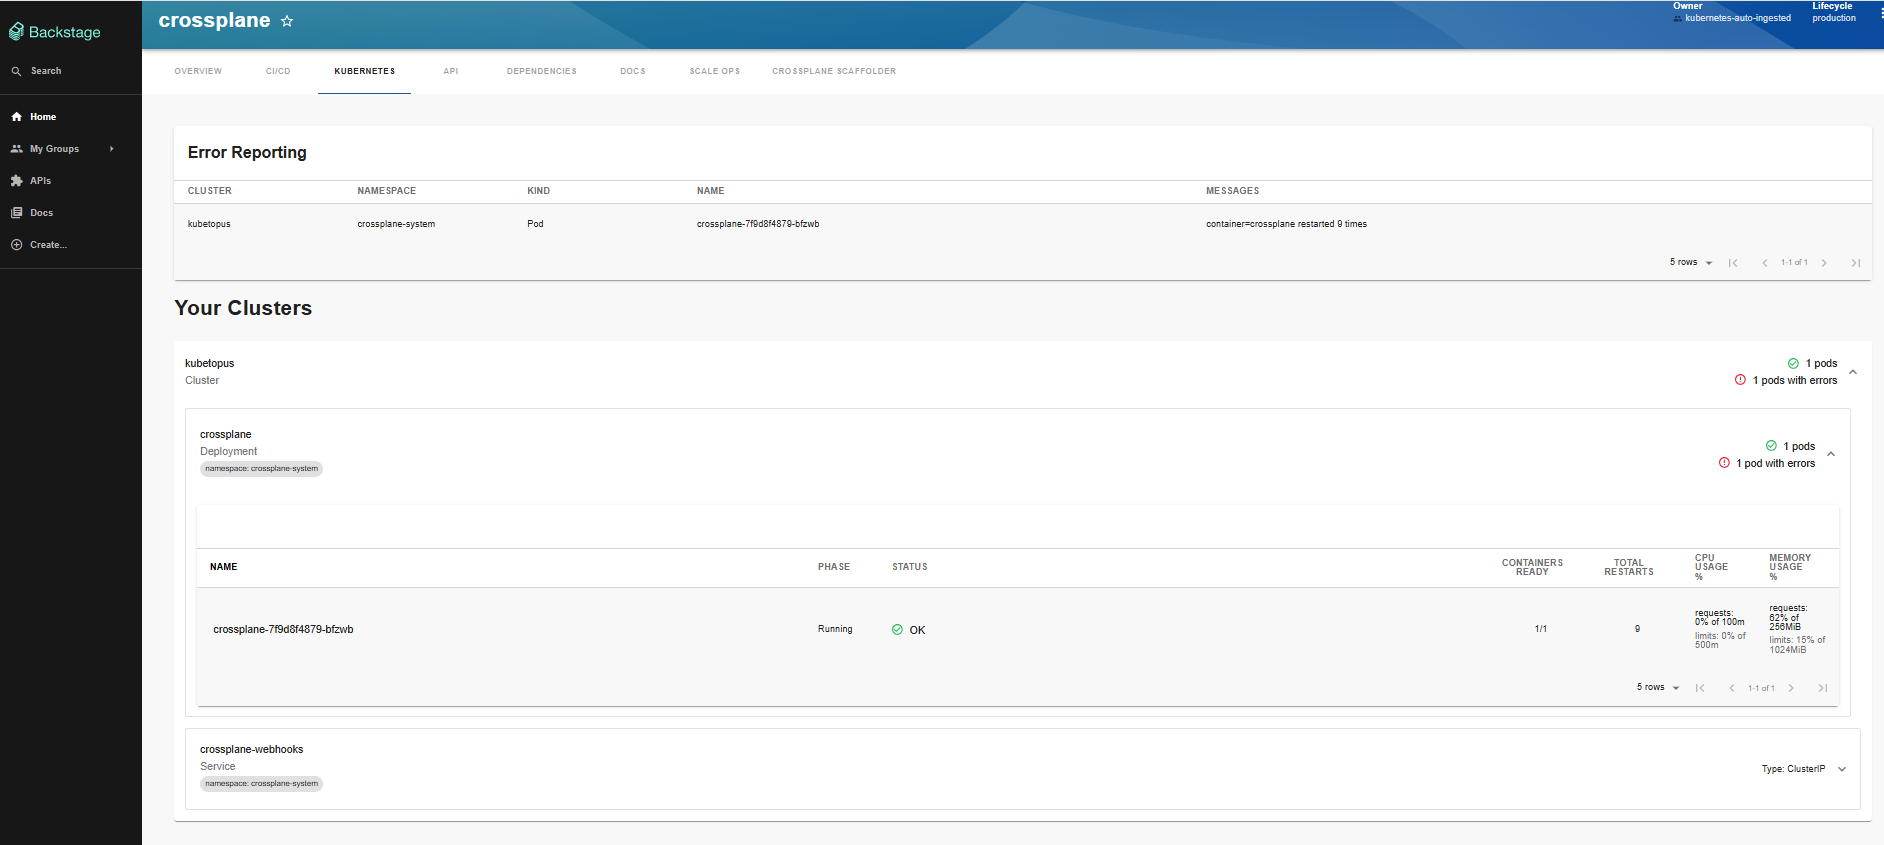 crossplane
Owner
kubernetes-auto-ingested
Lifecycle
production
Backstage
Search
Home
My Groups
APIs
Docs
Create...
OVERVIEW
CI/CD
KUBERNETES
API
DEPENDENCIES
DOCS
SCALE OPS
CROSSPLANE SCAFFOLDER
Error Reporting
CLUSTER NAMESPACE KIND NAME MESSAGES
kubetopus crossplane-system Pod crossplane-7f9d8f4879-bfzwb container=crossplane restarted 9 times
5 rows 1-1 of 1
Your Clusters
kubetopus
Cluster
1 pods
1 pods with errors
crossplane
Deployment
namespace: crossplane-system
1 pods
1 pod with errors
NAME PHASE STATUS
CONTAINERS
READY
TOTAL
RESTARTS
CPU
USAGE
%
MEMORY
USAGE
%
crossplane-7f9d8f4879-bfzwb Running OK 1/1 9
requests:
0% of 100m
limits: 0% of
500m
requests:
62% of
256MiB
limits: 15% of
1024MiB
5 rows 1-1 of 1
crossplane-webhooks
Service
namespace: crossplane-system
Type: ClusterIP